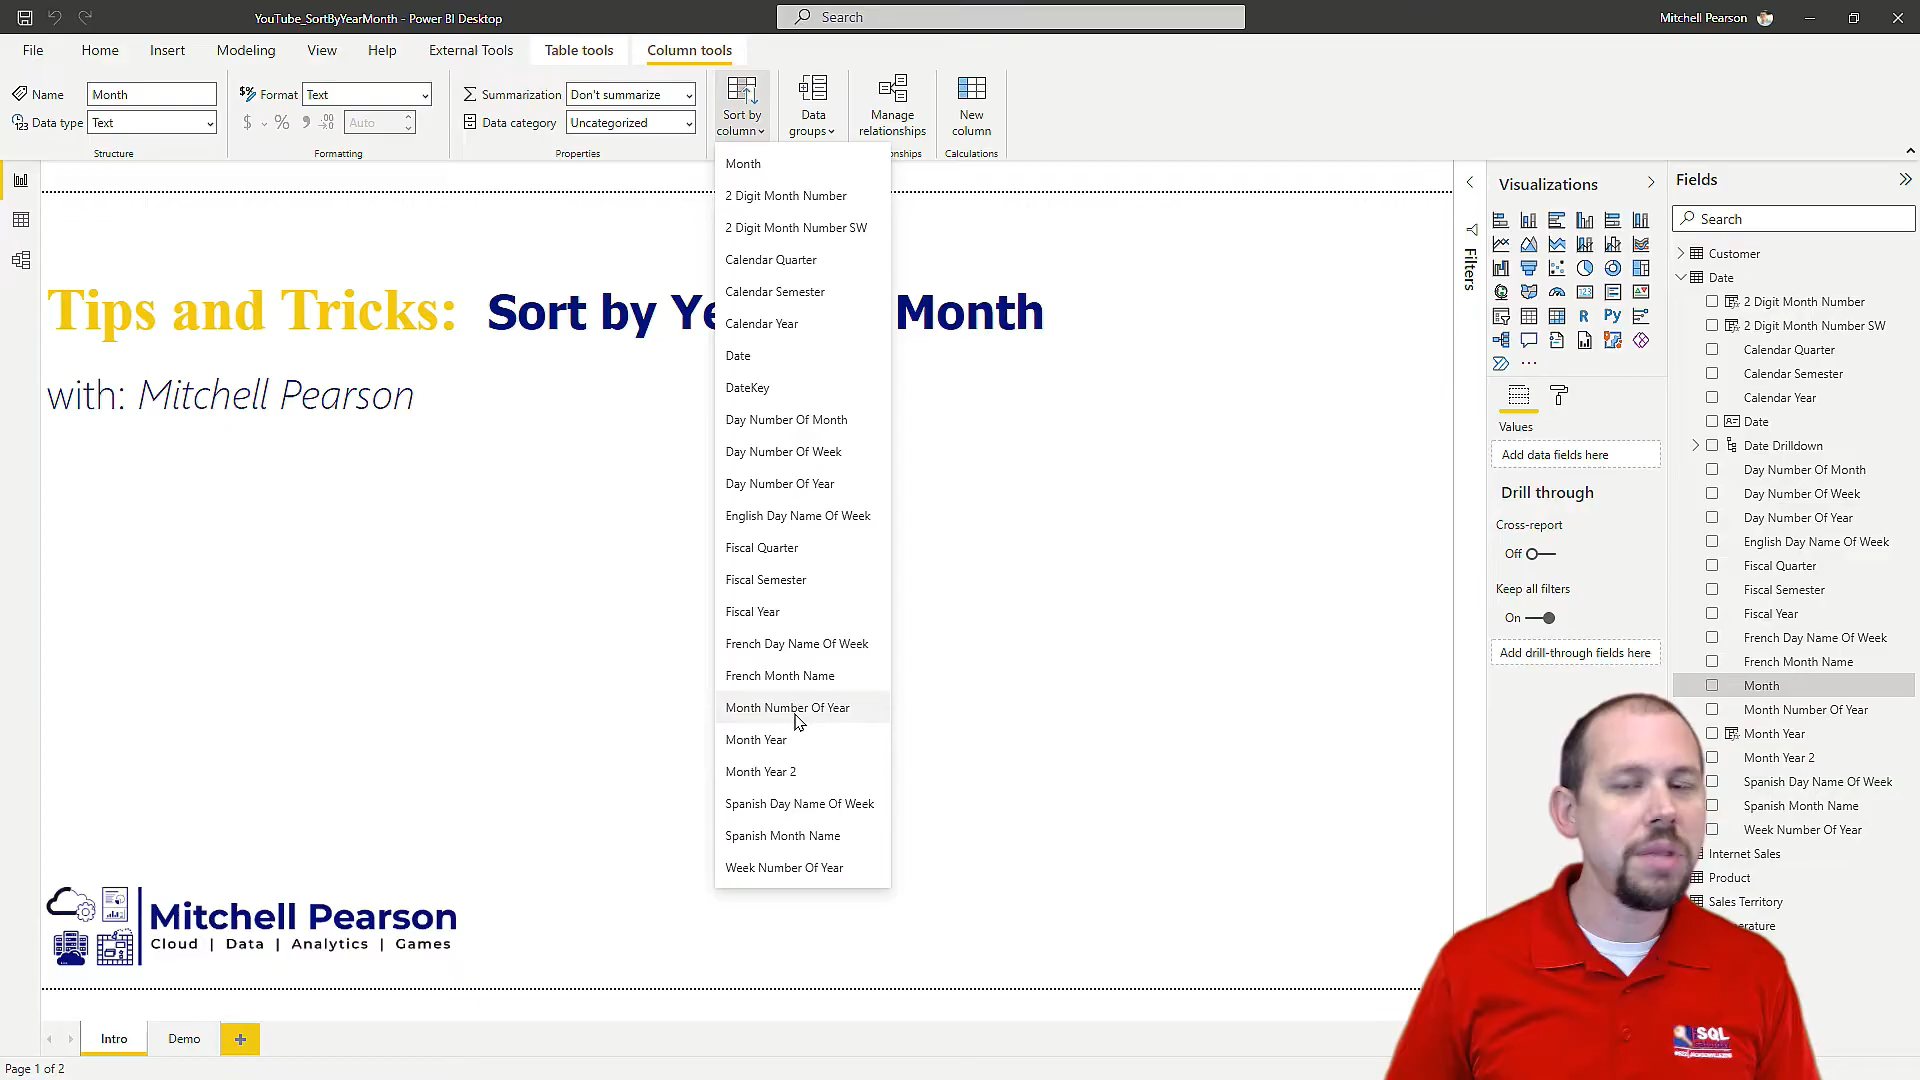 YouTube_SortByYearMonth - Power BI Desktop
Search
Mitchell Pearson
File
Home
Insert
Modeling
View
Help
External Tools
Table tools
Column tools
Name
Month
Data type
Text
Structure
Format
Text
$ % 9 .00
Auto
Formatting
Summarization
Don't summarize
Data category
Uncategorized
Properties
Sort by
column
Data
groups
Manage
relationships
New
column
Calculations
Month
2 Digit Month Number
2 Digit Month Number SW
Calendar Quarter
Calendar Semester
Calendar Year
Date
DateKey
Day Number Of Month
Day Number Of Week
Day Number Of Year
English Day Name Of Week
Fiscal Quarter
Fiscal Semester
Fiscal Year
French Day Name Of Week
French Month Name
Month Number Of Year
Month Year
Month Year 2
Spanish Day Name Of Week
Spanish Month Name
Week Number Of Year
Tips and Tricks: Sort by Ye Month
with: Mitchell Pearson
Mitchell Pearson
Cloud | Data | Analytics | Games
Filters
Visualizations
R
Py
Values
Add data fields here
Drill through
Cross-report
Off
Keep all filters
On
Add drill-through fields here
Fields
Search
Customer
Date
2 Digit Month Number
2 Digit Month Number SW
Calendar Quarter
Calendar Semester
Calendar Year
Date
Date Drilldown
Day Number Of Month
Day Number Of Week
Day Number Of Year
English Day Name Of Week
Fiscal Quarter
Fiscal Semester
Fiscal Year
French Day Name Of Week
French Month Name
Month
Month Number Of Year
Month Year
Month Year 2
Spanish Day Name Of Week
Spanish Month Name
Week Number Of Year
Internet Sales
Product
Sales Territory
erature
SQL
Intro
Demo
Page 1 of 2